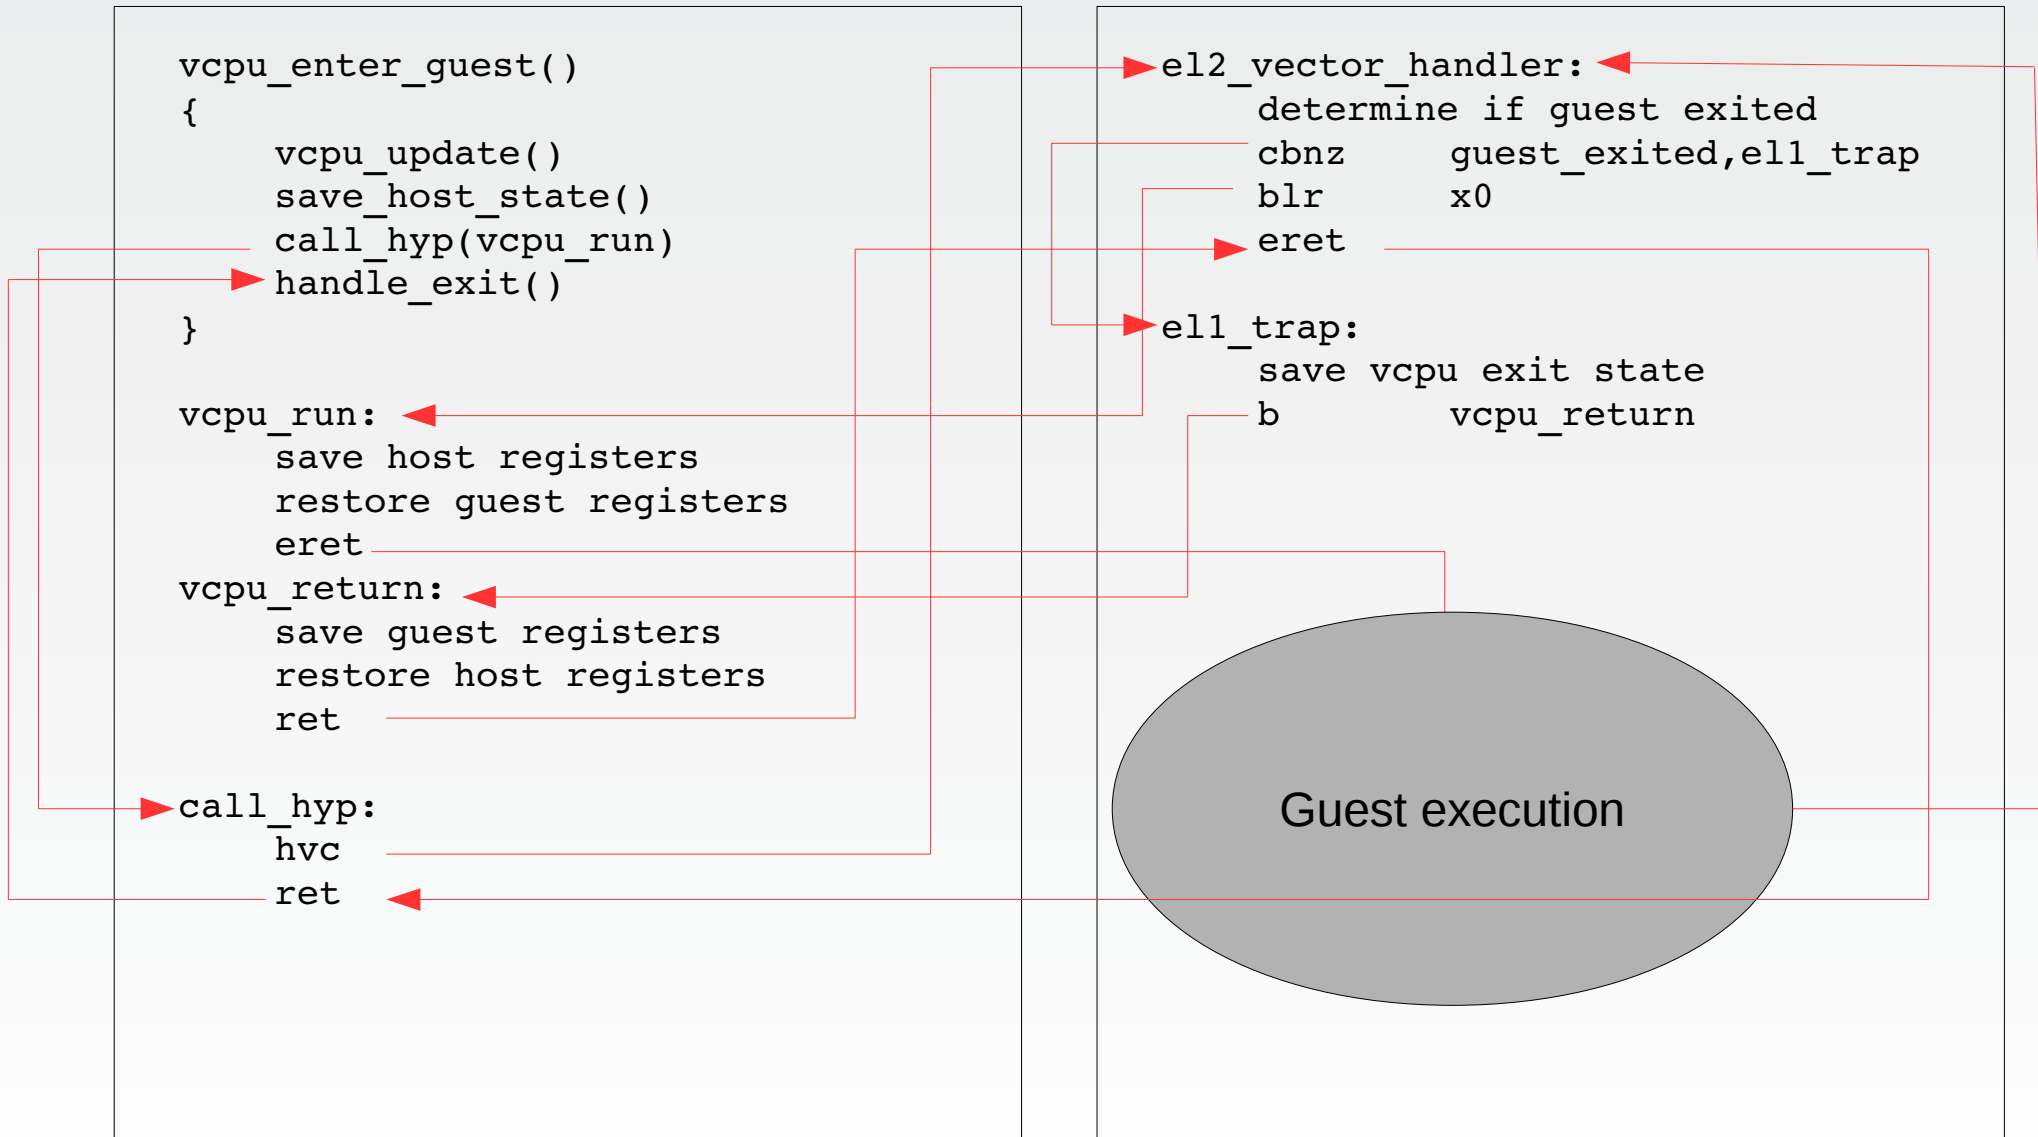 vcpu_enter_guest()
{
vcpu_update()
save_host_state()
call_hyp(vcpu_run)
handle_exit()
}
vcpu_run:
save host registers
restore guest registers
eret
vcpu_return:
save guest registers
restore host registers
ret
call_hyp:
hvc
ret
el2_vector_handler:
determine if guest exited
cbnz guest_exited,el1_trap
blr x0
eret
el1_trap:
save vcpu exit state
b vcpu_return
Guest execution